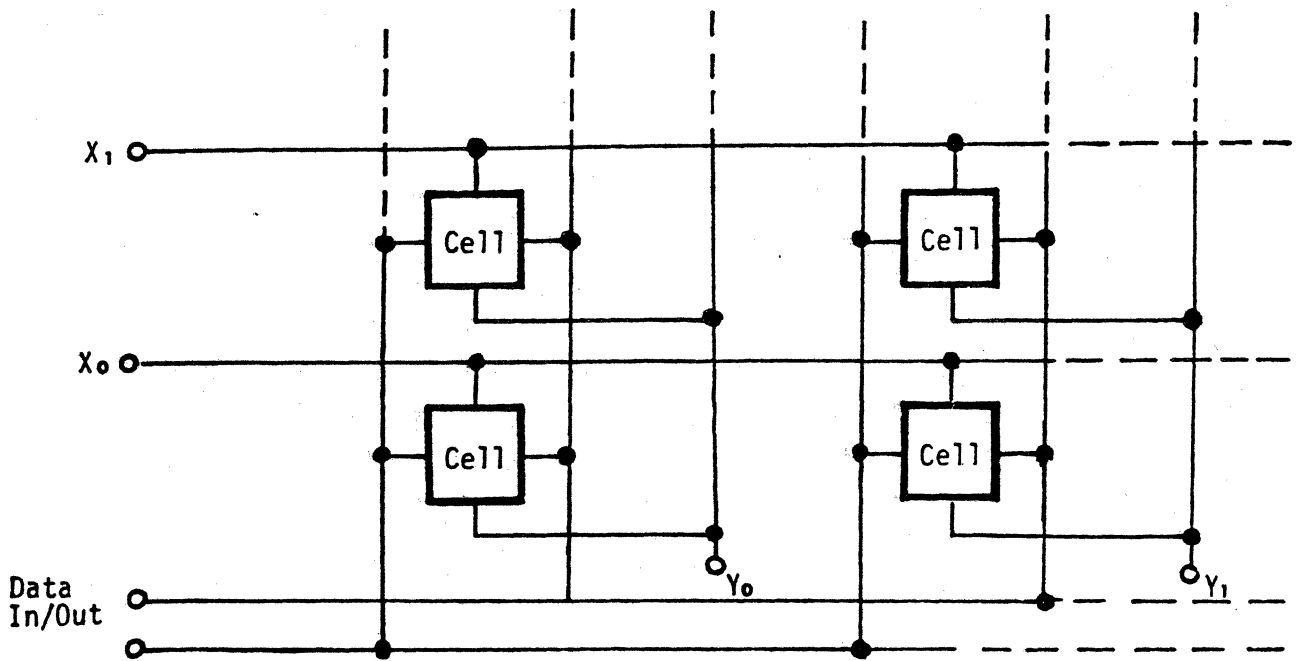 X₁
Cell Cell
X₀
Cell Cell
Y₀ Y₁
Data
In/Out